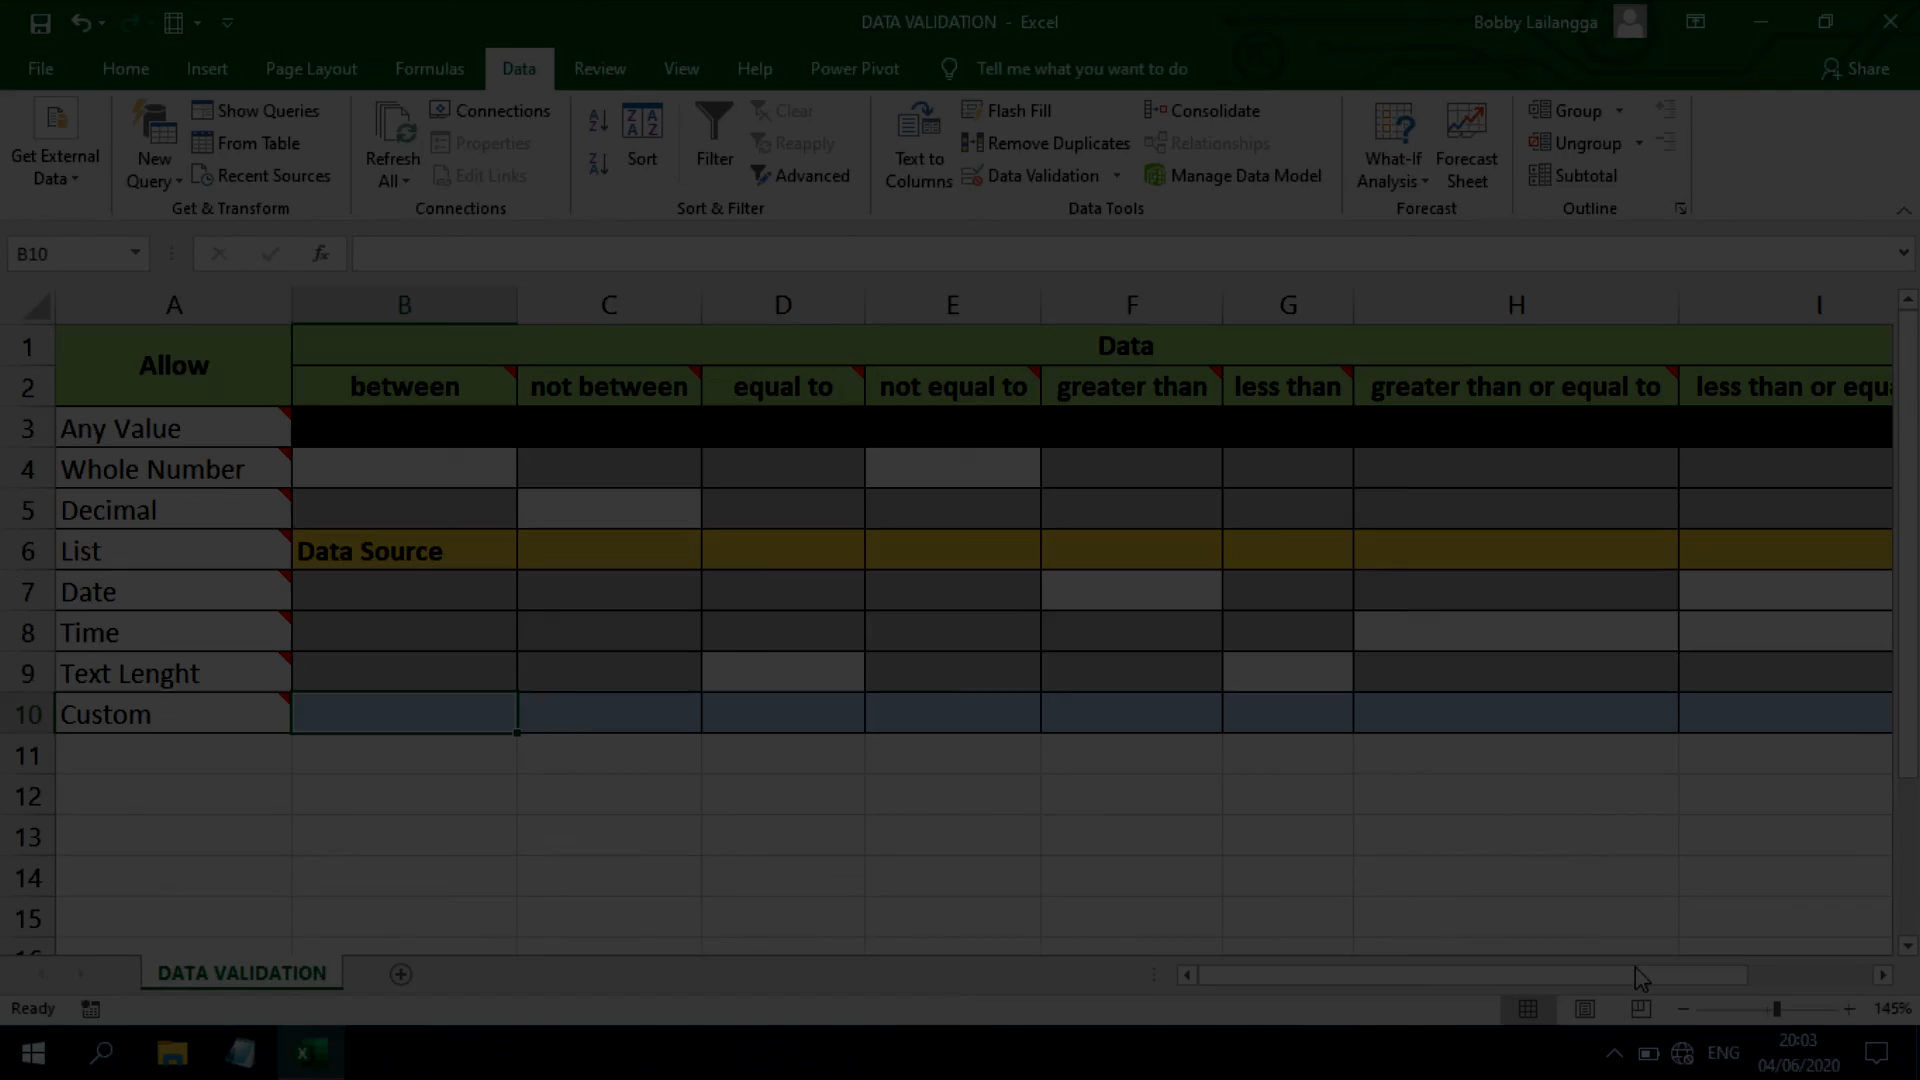 DATA VALIDATION - Excel
Bobby Lailangga
File Home Insert Page Layout Formulas Data Review View Help Power Pivot Tell me what you want to do Share
Get External Data
New Query
Show Queries
From Table
Recent Sources
Get & Transform
Refresh All
Connections
Properties
Edit Links
Connections
Sort
Filter
Clear
Reapply
Advanced
Sort & Filter
Text to Columns
Flash Fill
Remove Duplicates
Data Validation
Consolidate
Relationships
Manage Data Model
Data Tools
What-If Analysis
Forecast Sheet
Forecast
Group
Ungroup
Subtotal
Outline
B10 fx
A B C D E F G H I
1 Allow Data
2 between not between equal to not equal to greater than less than greater than or equal to less than or equa
3 Any Value
4 Whole Number
5 Decimal
6 List Data Source
7 Date
8 Time
9 Text Lenght
10 Custom
11
12
13
14
15
DATA VALIDATION
Ready 145%
ENG 20:03
04/06/2020